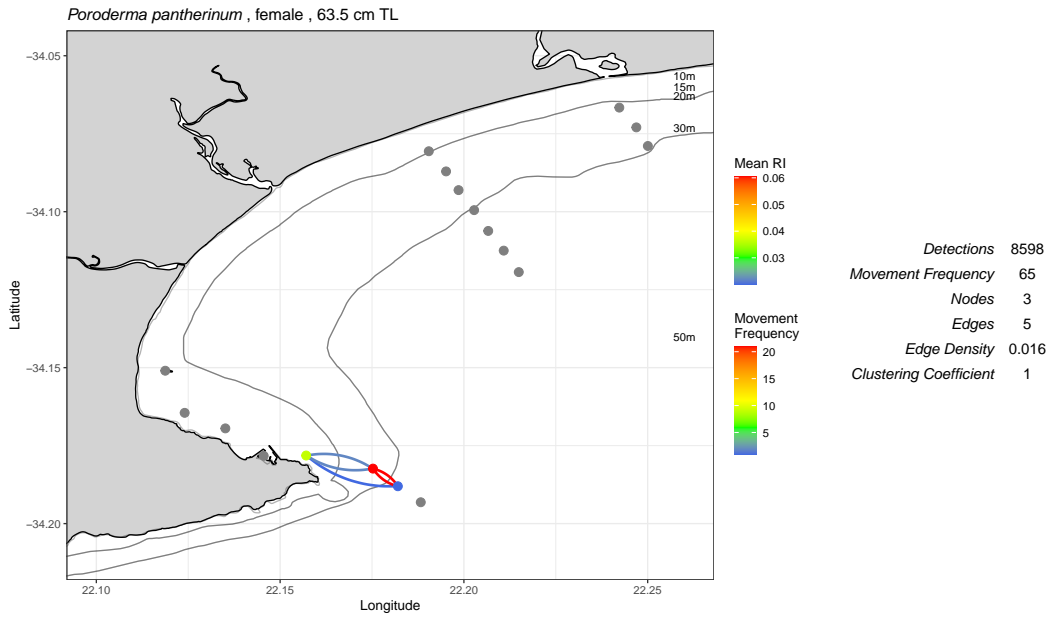 Poroderma pantherinum , female , 63.5 cm TL
−34.05
−34.10
−34.15
−34.20
Latitude
22.10
22.15
22.20
22.25
Longitude
10m
15m
20m
30m
50m
Mean RI
0.06
0.05
0.04
0.03
Movement
Frequency
20
15
10
5
Detections 8598
Movement Frequency 65
Nodes 3
Edges 5
Edge Density 0.016
Clustering Coefficient 1